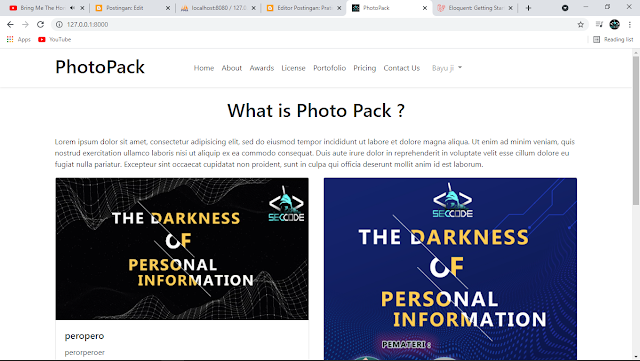 Bring Me The Hor
Postingan: Edit
localhost:8080 / 127.0
Editor Postingan: Pra
PhotoPack
Eloquent: Getting Sta
127.0.0.1:8000
Apps
YouTube
Reading list
PhotoPack
Home About Awards License Portofolio Pricing Contact Us Bayu ji
What is Photo Pack ?
Lorem ipsum dolor sit amet, consectetur adipisicing elit, sed do eiusmod tempor incididunt ut labore et dolore magna aliqua. Ut enim ad minim veniam, quis
nostrud exercitation ullamco laboris nisi ut aliquip ex ea commodo consequat. Duis aute irure dolor in reprehenderit in voluptate velit esse cillum dolore eu
fugiat nulla pariatur. Excepteur sint occaecat cupidatat non proident, sunt in culpa qui officia deserunt mollit anim id est laborum.
SECCODE
THE DARKNESS
OF
PERSONAL
INFORMATION
peropero
perorperoer
SECCODE
THE DARKNESS
OF
PERSONAL
INFORMATION
PEMATERI :